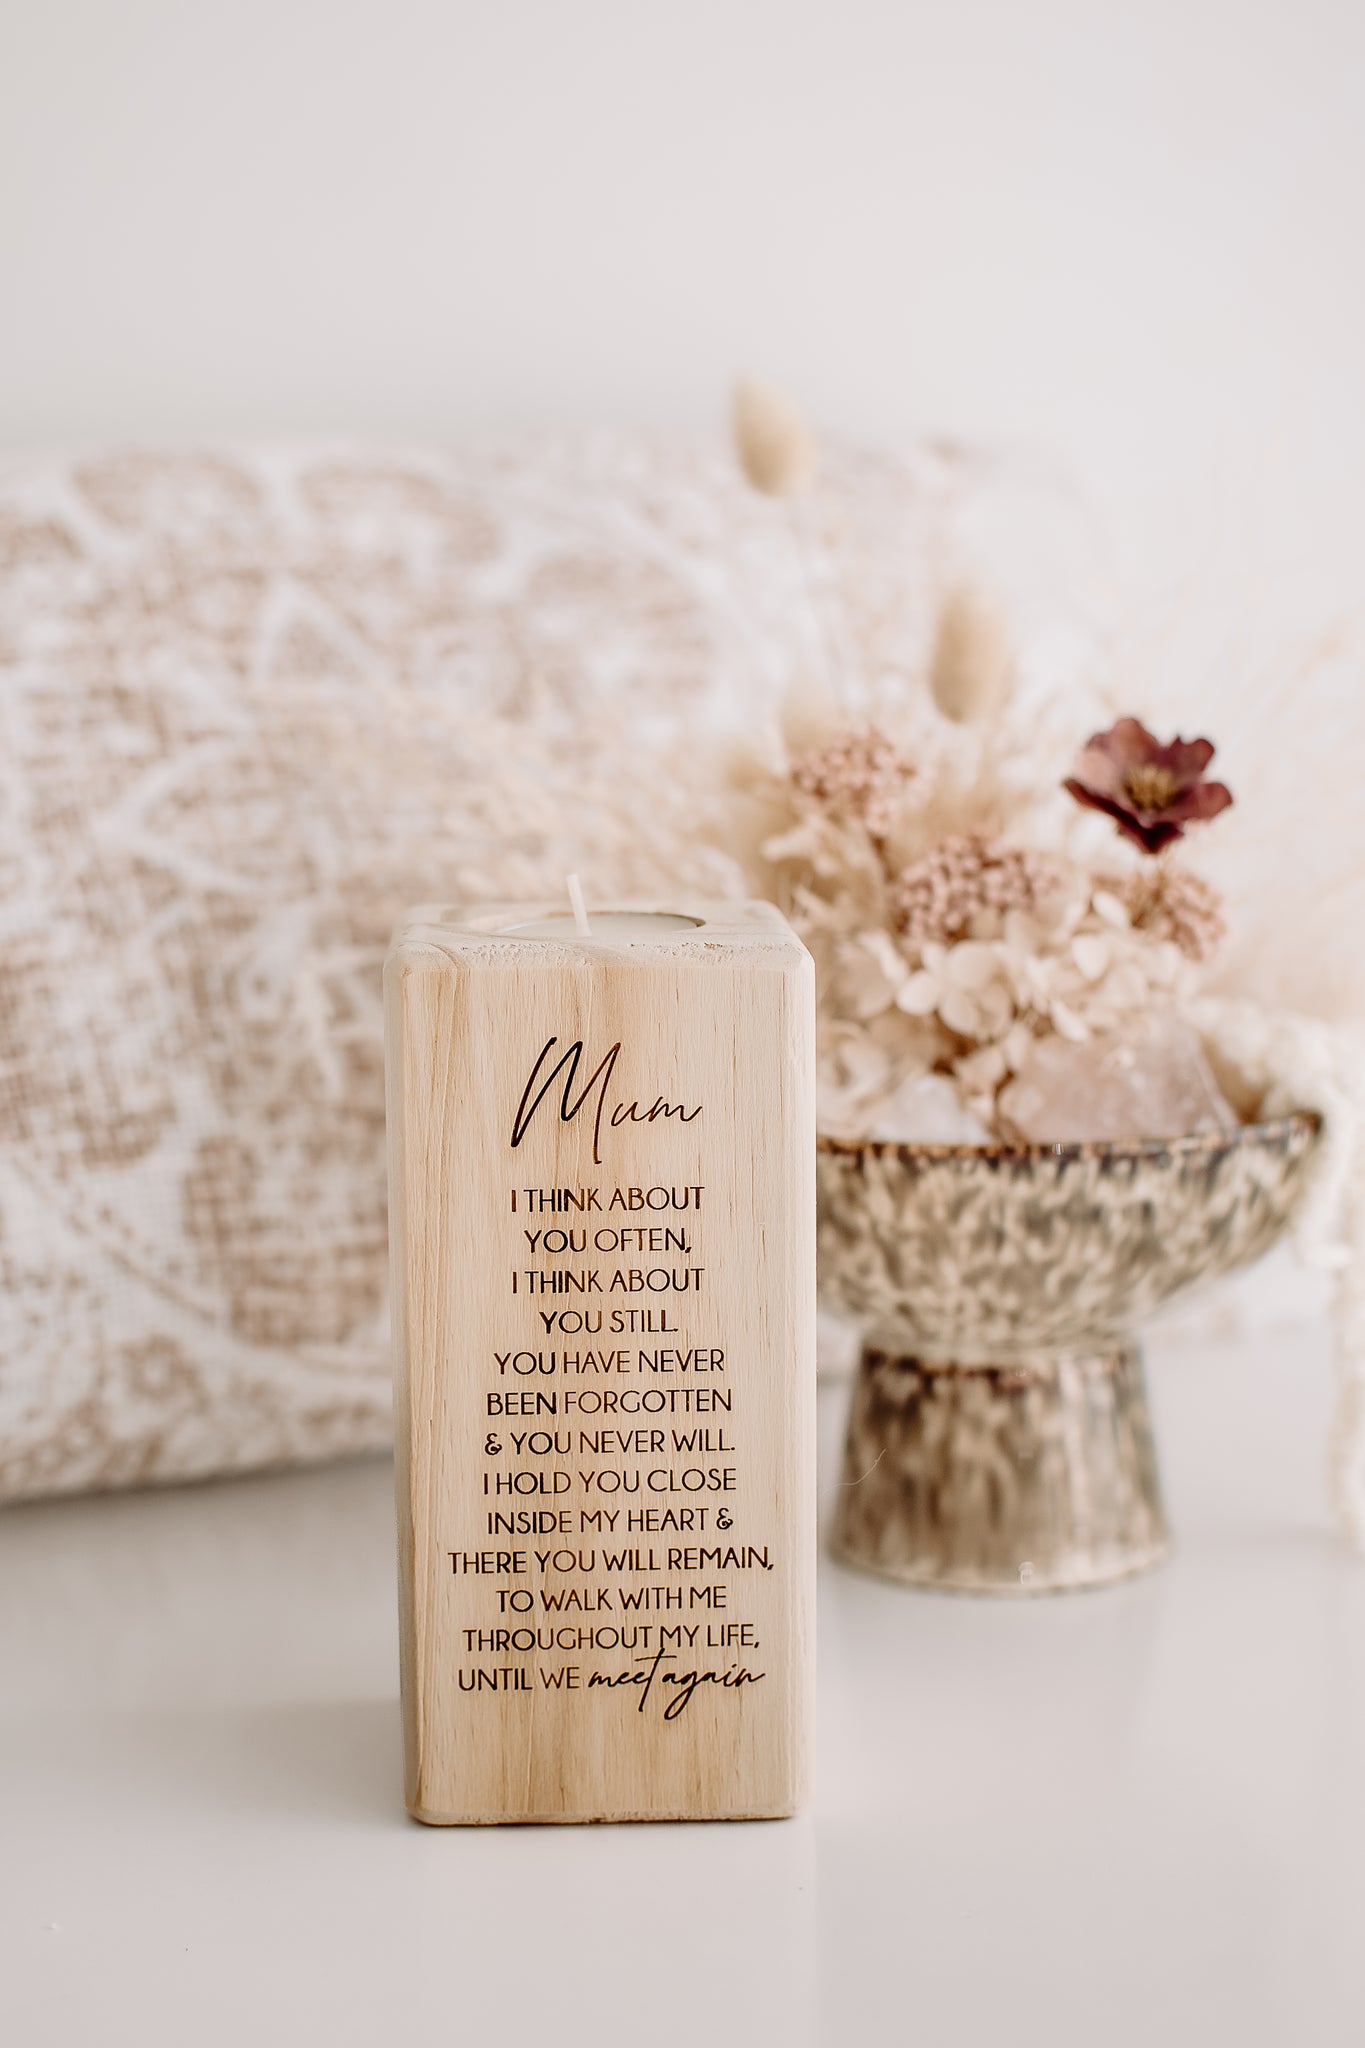 Mum
I THINK ABOUT
YOU OFTEN,
I THINK ABOUT
YOU STILL.
YOU HAVE NEVER
BEEN FORGOTTEN
& YOU NEVER WILL.
I HOLD YOU CLOSE
INSIDE MY HEART &
THERE YOU WILL REMAIN,
TO WALK WITH ME
THROUGHOUT MY LIFE,
UNTIL WE meet again